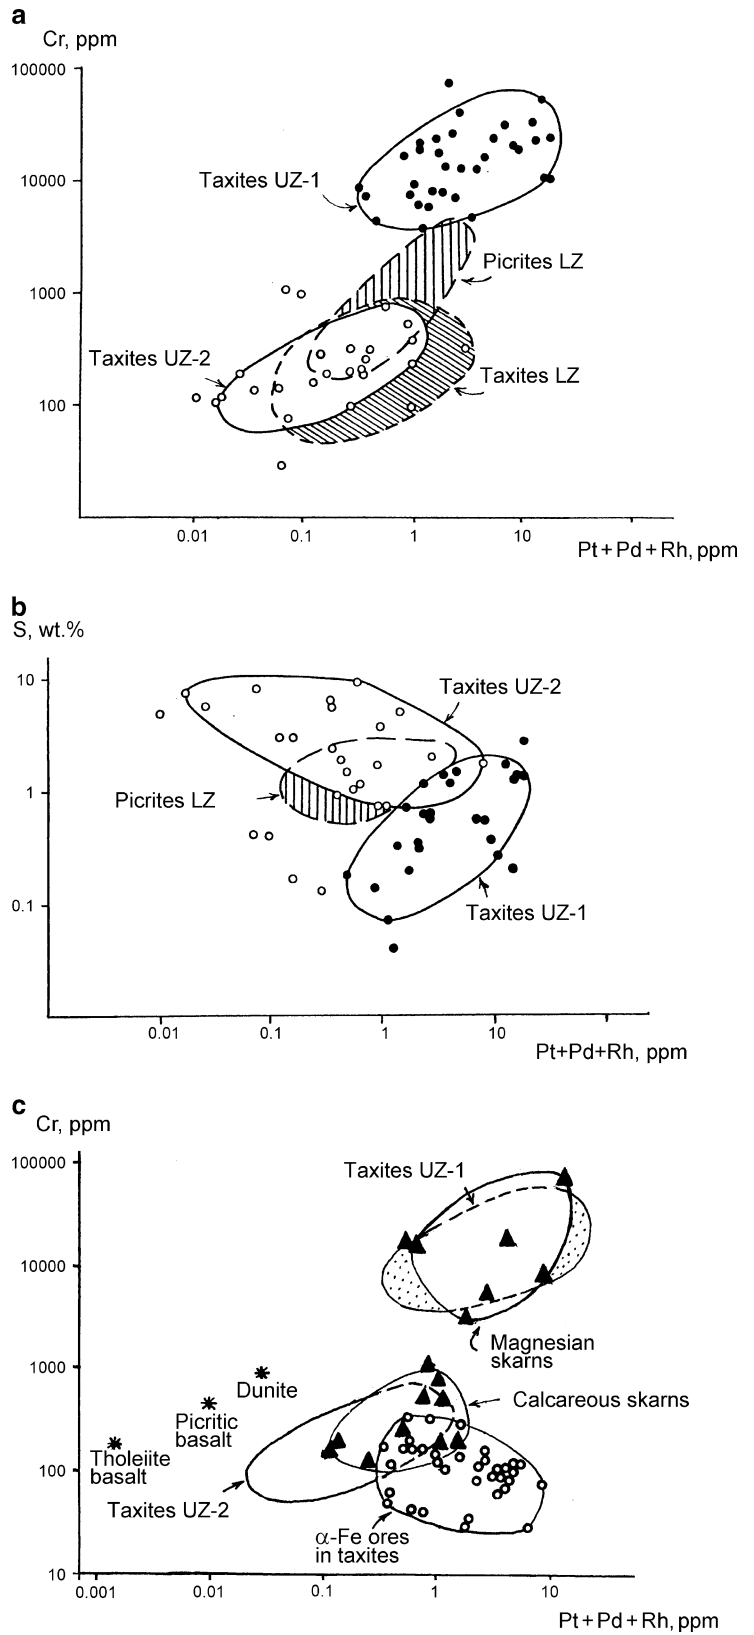 a
Cr, ppm
100000
10000
1000
100
Taxites UZ-1
Picrites LZ
Taxites UZ-2
Taxites LZ
0.01
0.1
1
10
Pt+Pd+Rh, ppm
b
S, wt.%
10
1
0.1
Taxites UZ-2
Picrites LZ
Taxites UZ-1
0.01
0.1
1
10
Pt+Pd+Rh, ppm
c
Cr, ppm
100000
10000
1000
100
10
Taxites UZ-1
Magnesian
skarns
Dunite
Calcareous skarns
Picritic
basalt
Tholeiite
basalt
Taxites UZ-2
α-Fe ores
in taxites
0.001
0.01
0.1
1
10
Pt+Pd+Rh, ppm